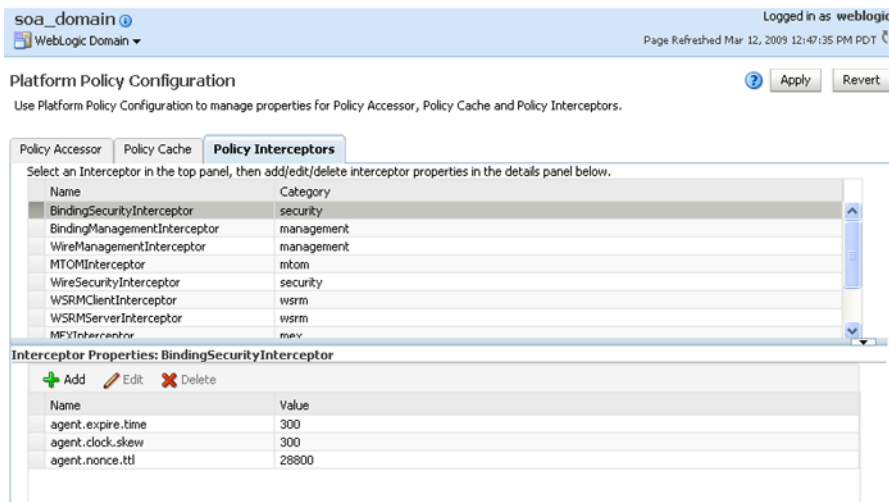 soa_domain
Logged in as weblogic
WebLogic Domain
Page Refreshed Mar 12, 2009 12:47:35 PM PDT
Platform Policy Configuration
Apply
Revert
Use Platform Policy Configuration to manage properties for Policy Accessor, Policy Cache and Policy Interceptors.
Policy Accessor
Policy Cache
Policy Interceptors
Select an Interceptor in the top panel, then add/edit/delete interceptor properties in the details panel below.
Name Category
BindingSecurityInterceptor security
BindingManagementInterceptor management
WireManagementInterceptor management
MTOMInterceptor mtom
WireSecurityInterceptor security
WSRMClientInterceptor wsrm
WSRMServerInterceptor wsrm
MEXInterceptor mex
Interceptor Properties: BindingSecurityInterceptor
Add Edit Delete
Name Value
agent.expire.time 300
agent.clock.skew 300
agent.nonce.ttl 28800